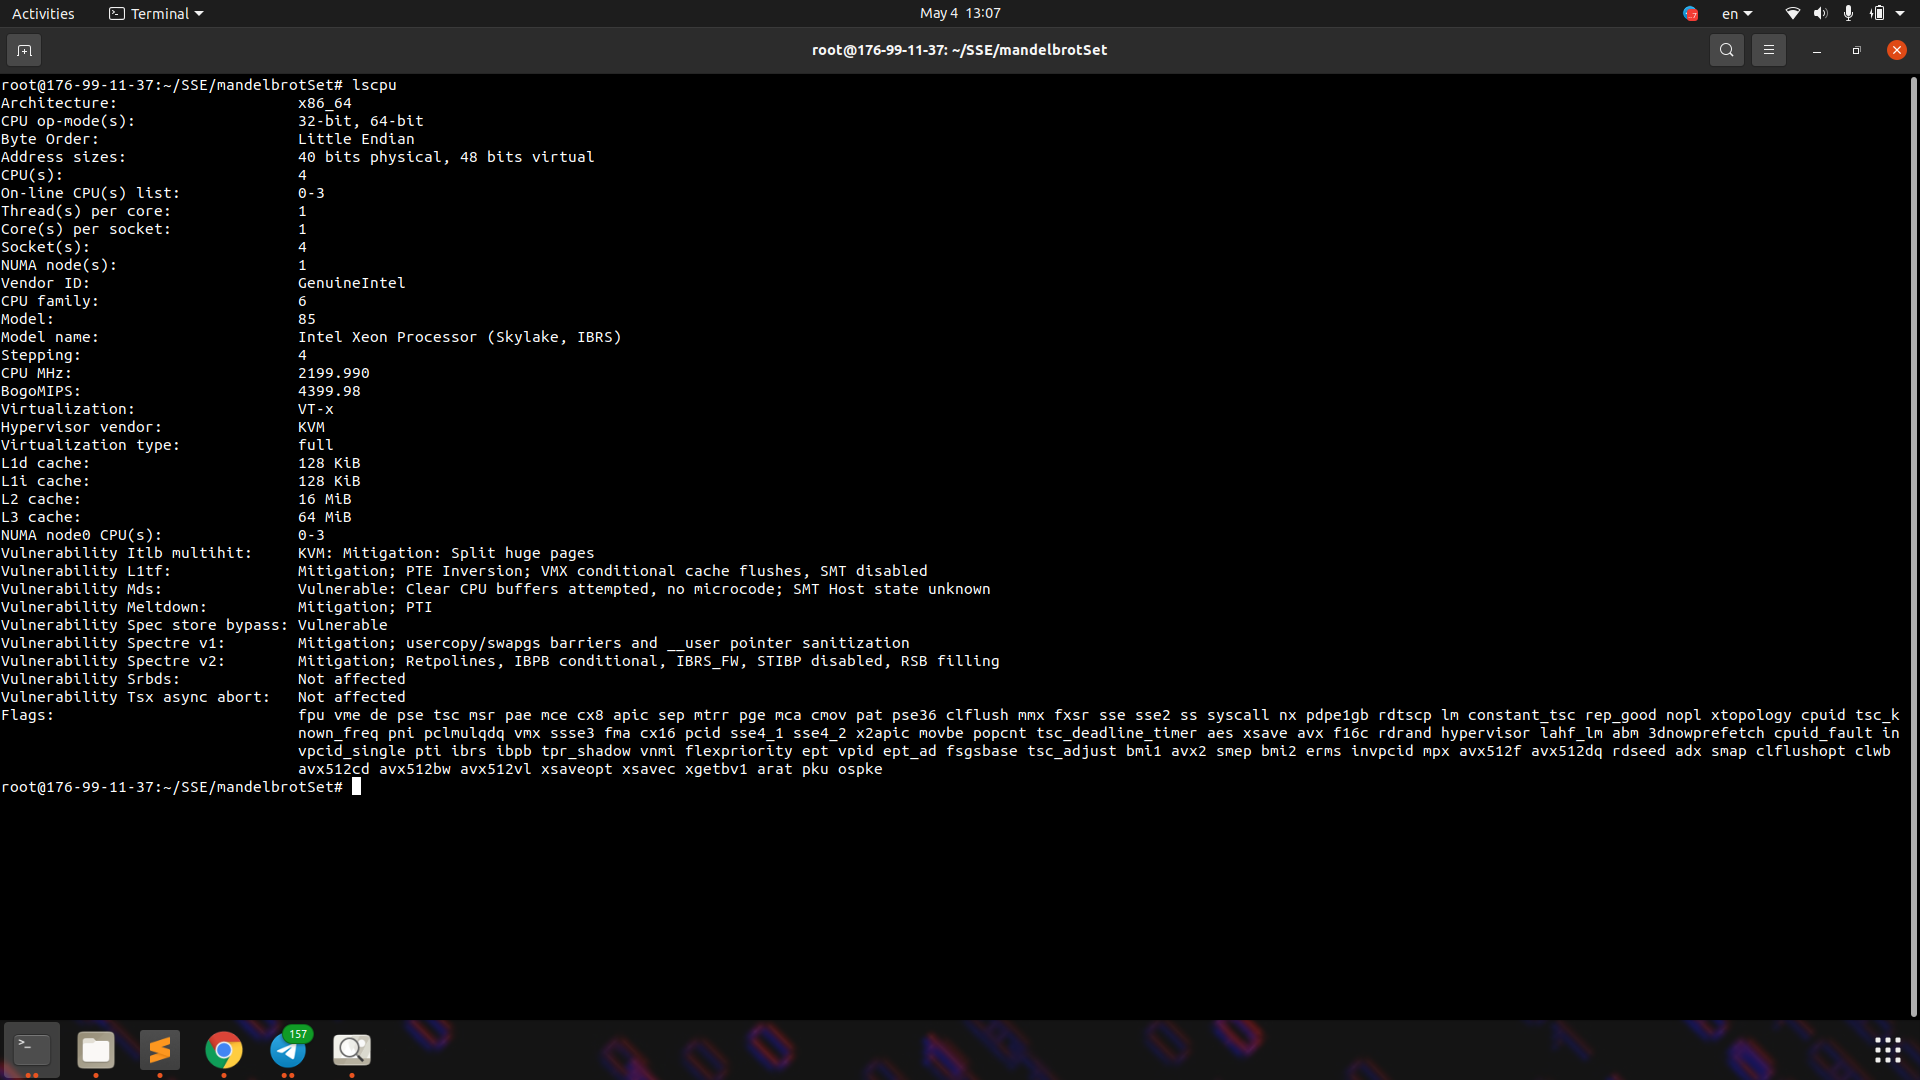 Activities Terminal May 4 13:07 en
root@176-99-11-37: ~/SSE/mandelbrotSet
root@176-99-11-37:~/SSE/mandelbrotSet# lscpu
Architecture: x86_64
CPU op-mode(s): 32-bit, 64-bit
Byte Order: Little Endian
Address sizes: 40 bits physical, 48 bits virtual
CPU(s): 4
On-line CPU(s) list: 0-3
Thread(s) per core: 1
Core(s) per socket: 1
Socket(s): 4
NUMA node(s): 1
Vendor ID: GenuineIntel
CPU family: 6
Model: 85
Model name: Intel Xeon Processor (Skylake, IBRS)
Stepping: 4
CPU MHz: 2199.990
BogoMIPS: 4399.98
Virtualization: VT-x
Hypervisor vendor: KVM
Virtualization type: full
L1d cache: 128 KiB
L1i cache: 128 KiB
L2 cache: 16 MiB
L3 cache: 64 MiB
NUMA node0 CPU(s): 0-3
Vulnerability Itlb multihit: KVM: Mitigation: Split huge pages
Vulnerability L1tf: Mitigation; PTE Inversion; VMX conditional cache flushes, SMT disabled
Vulnerability Mds: Vulnerable: Clear CPU buffers attempted, no microcode; SMT Host state unknown
Vulnerability Meltdown: Mitigation; PTI
Vulnerability Spec store bypass: Vulnerable
Vulnerability Spectre v1: Mitigation; usercopy/swapgs barriers and __user pointer sanitization
Vulnerability Spectre v2: Mitigation; Retpolines, IBPB conditional, IBRS_FW, STIBP disabled, RSB filling
Vulnerability Srbds: Not affected
Vulnerability Tsx async abort: Not affected
Flags: fpu vme de pse tsc msr pae mce cx8 apic sep mtrr pge mca cmov pat pse36 clflush mmx fxsr sse sse2 ss syscall nx pdpe1gb rdtscp lm constant_tsc rep_good nopl xtopology cpuid tsc_k
nown_freq pni pclmulqdq vmx ssse3 fma cx16 pcid sse4_1 sse4_2 x2apic movbe popcnt tsc_deadline_timer aes xsave avx f16c rdrand hypervisor lahf_lm abm 3dnowprefetch cpuid_fault in
vpcid_single pti ibrs ibpb tpr_shadow vnmi flexpriority ept vpid ept_ad fsgsbase tsc_adjust bmi1 avx2 smep bmi2 erms invpcid mpx avx512f avx512dq rdseed adx smap clflushopt clwb
avx512cd avx512bw avx512vl xsaveopt xsavec xgetbv1 arat pku ospke
root@176-99-11-37:~/SSE/mandelbrotSet#
157